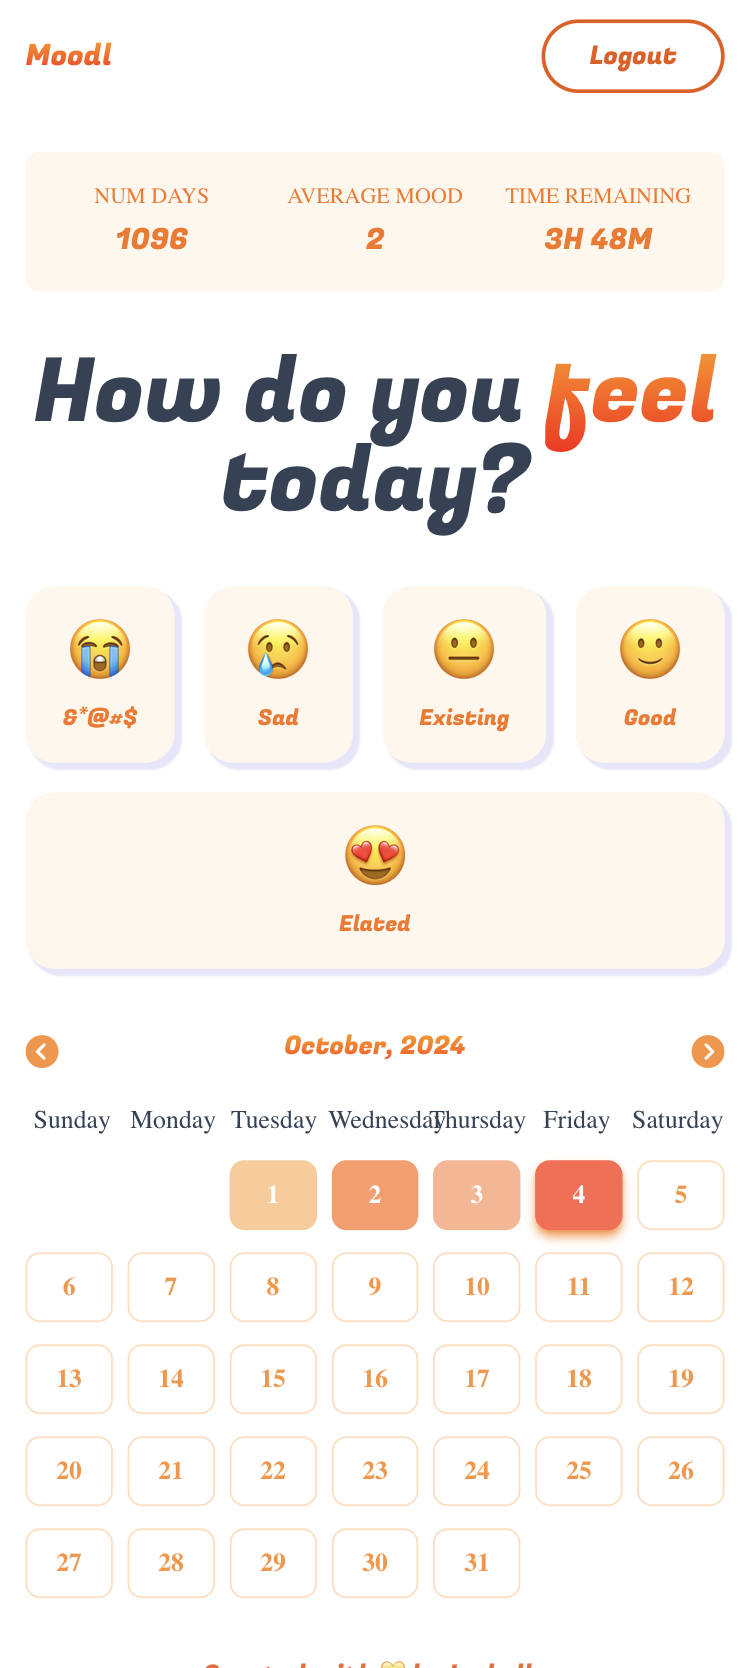 Moodl
Logout
NUM DAYS AVERAGE MOOD TIME REMAINING
1096 2 3H 48M
How do you feel
today?
&*@#$ Sad Existing Good
Elated
October, 2024
Sunday Monday Tuesday Wednesday Thursday Friday Saturday
1 2 3 4 5
6 7 8 9 10 11 12
13 14 15 16 17 18 19
20 21 22 23 24 25 26
27 28 29 30 31